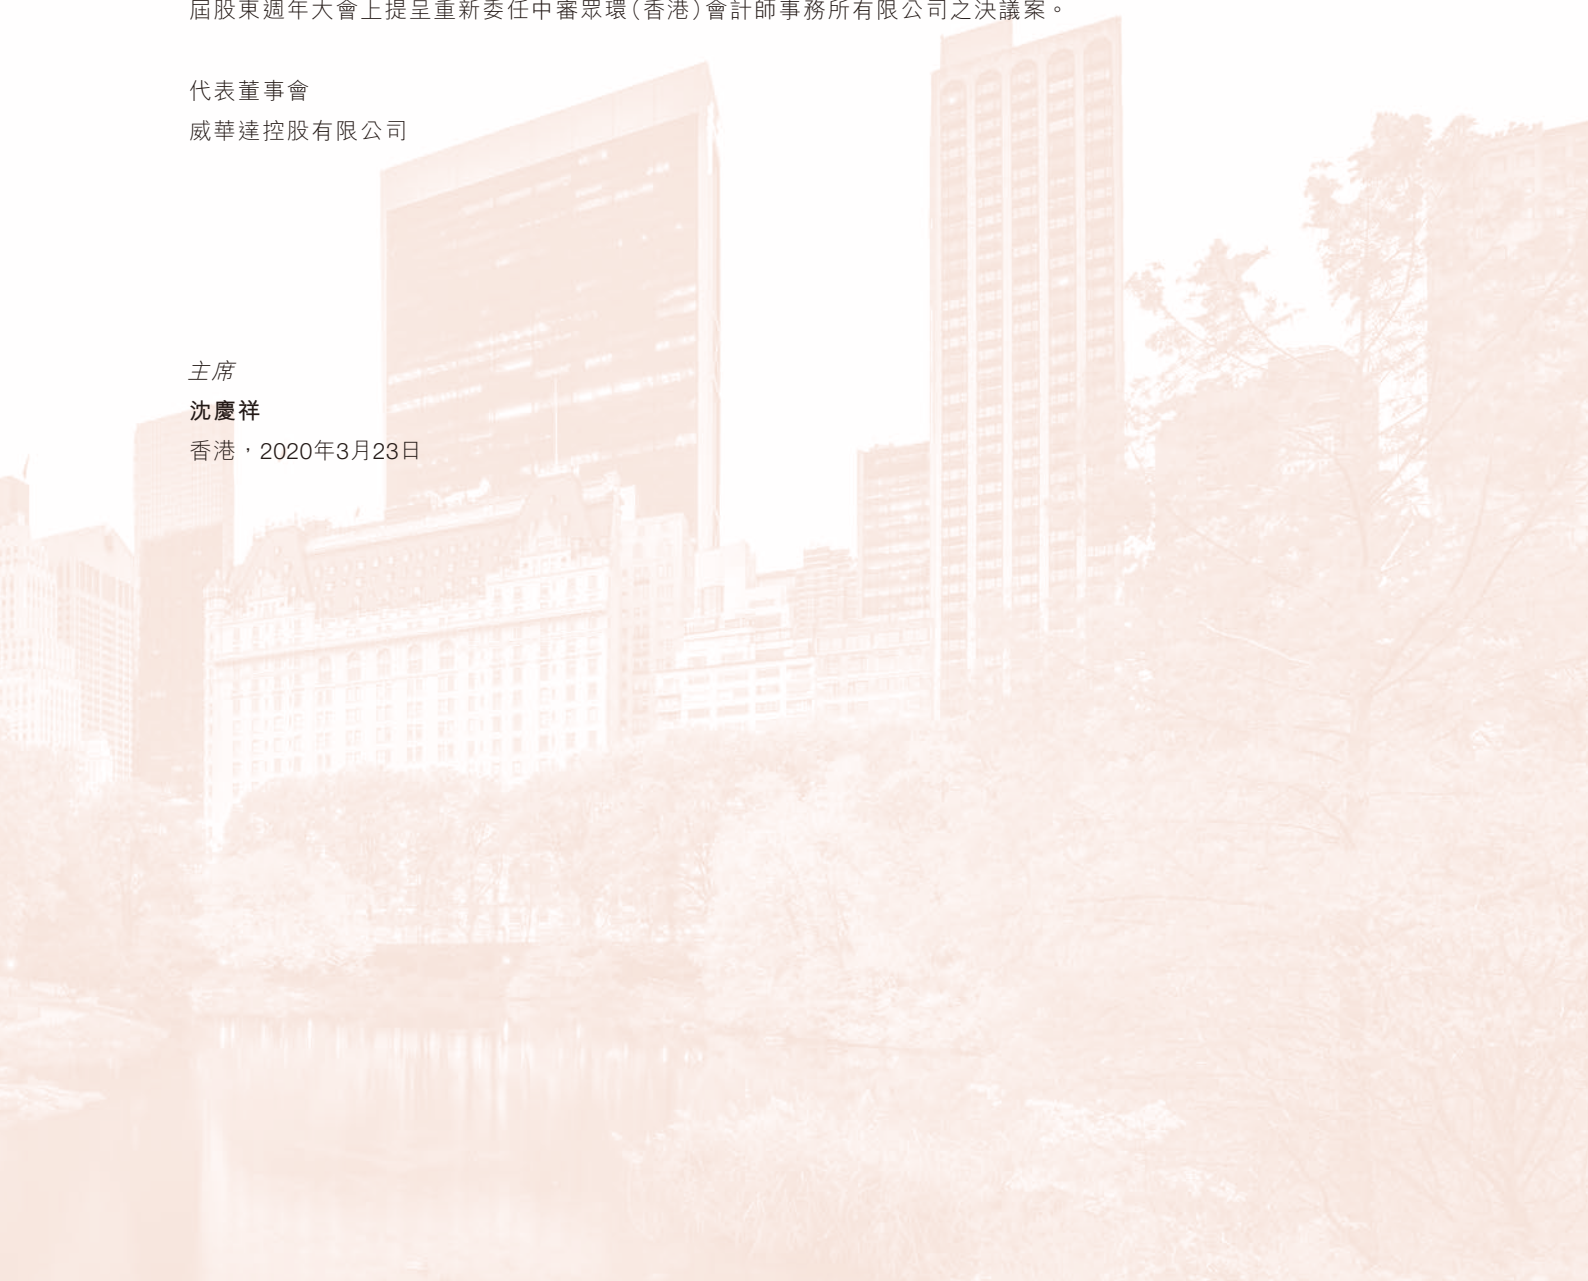 屆股東週年大會上提呈重新委任中審眾環(香港)會計師事務所有限公司之決議案。
代表董事會
威華達控股有限公司
主席
沈慶祥
香港，2020年3月23日